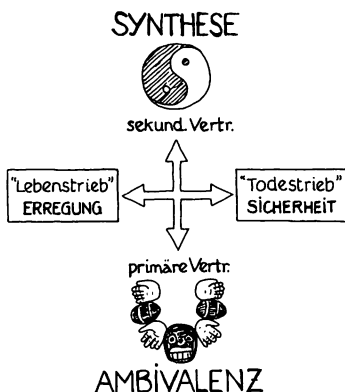 SYNTHESE
sekund. Vertr.
"Lebenstrieb"
ERREGUNG
"Todestrieb"
SICHERHEIT
primäre Vertr.
AMBIVALENZ